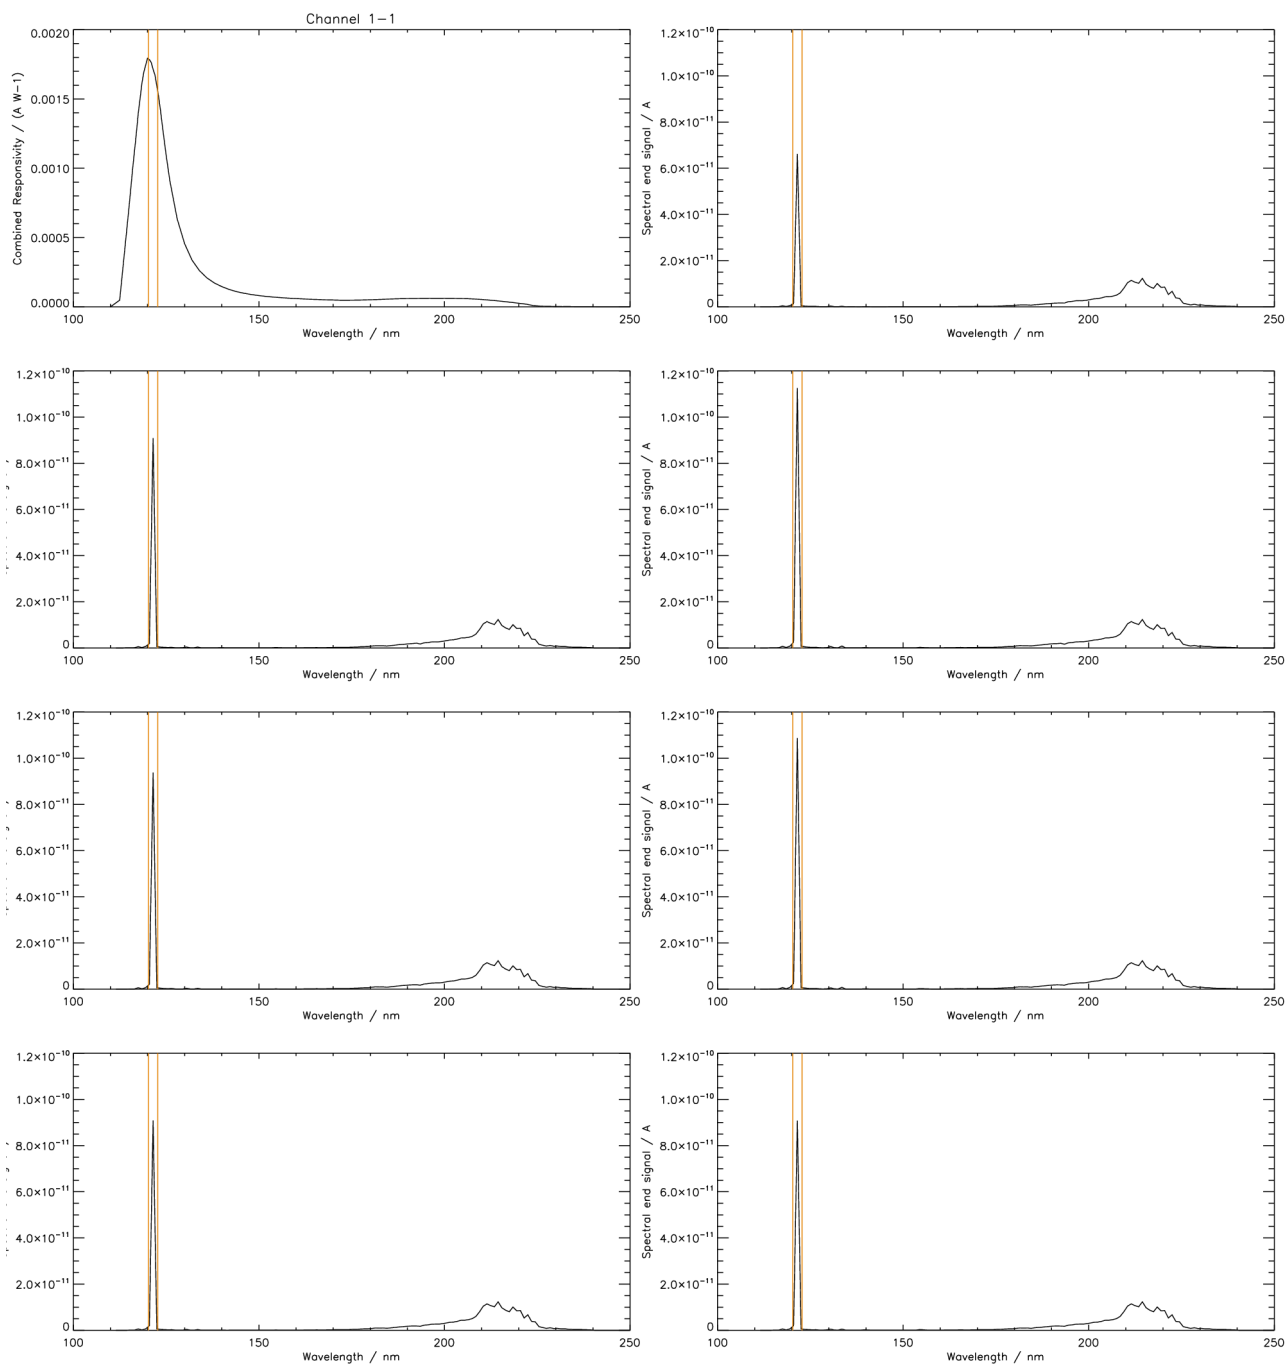 Channel 1-1
Combined Responsivity / (A W-1)
0.0020
0.0015
0.0010
0.0005
0.0000
100 150 200 250
Wavelength / nm
Spectral end signal / A
1.2×10⁻¹⁰
1.0×10⁻¹⁰
8.0×10⁻¹¹
6.0×10⁻¹¹
4.0×10⁻¹¹
2.0×10⁻¹¹
0
100 150 200 250
Wavelength / nm
1.2×10⁻¹⁰
1.0×10⁻¹⁰
8.0×10⁻¹¹
6.0×10⁻¹¹
4.0×10⁻¹¹
2.0×10⁻¹¹
0
100 150 200 250
Wavelength / nm
Spectral end signal / A
1.2×10⁻¹⁰
1.0×10⁻¹⁰
8.0×10⁻¹¹
6.0×10⁻¹¹
4.0×10⁻¹¹
2.0×10⁻¹¹
0
100 150 200 250
Wavelength / nm
1.2×10⁻¹⁰
1.0×10⁻¹⁰
8.0×10⁻¹¹
6.0×10⁻¹¹
4.0×10⁻¹¹
2.0×10⁻¹¹
0
100 150 200 250
Wavelength / nm
Spectral end signal / A
1.2×10⁻¹⁰
1.0×10⁻¹⁰
8.0×10⁻¹¹
6.0×10⁻¹¹
4.0×10⁻¹¹
2.0×10⁻¹¹
0
100 150 200 250
Wavelength / nm
1.2×10⁻¹⁰
1.0×10⁻¹⁰
8.0×10⁻¹¹
6.0×10⁻¹¹
4.0×10⁻¹¹
2.0×10⁻¹¹
0
100 150 200 250
Wavelength / nm
Spectral end signal / A
1.2×10⁻¹⁰
1.0×10⁻¹⁰
8.0×10⁻¹¹
6.0×10⁻¹¹
4.0×10⁻¹¹
2.0×10⁻¹¹
0
100 150 200 250
Wavelength / nm